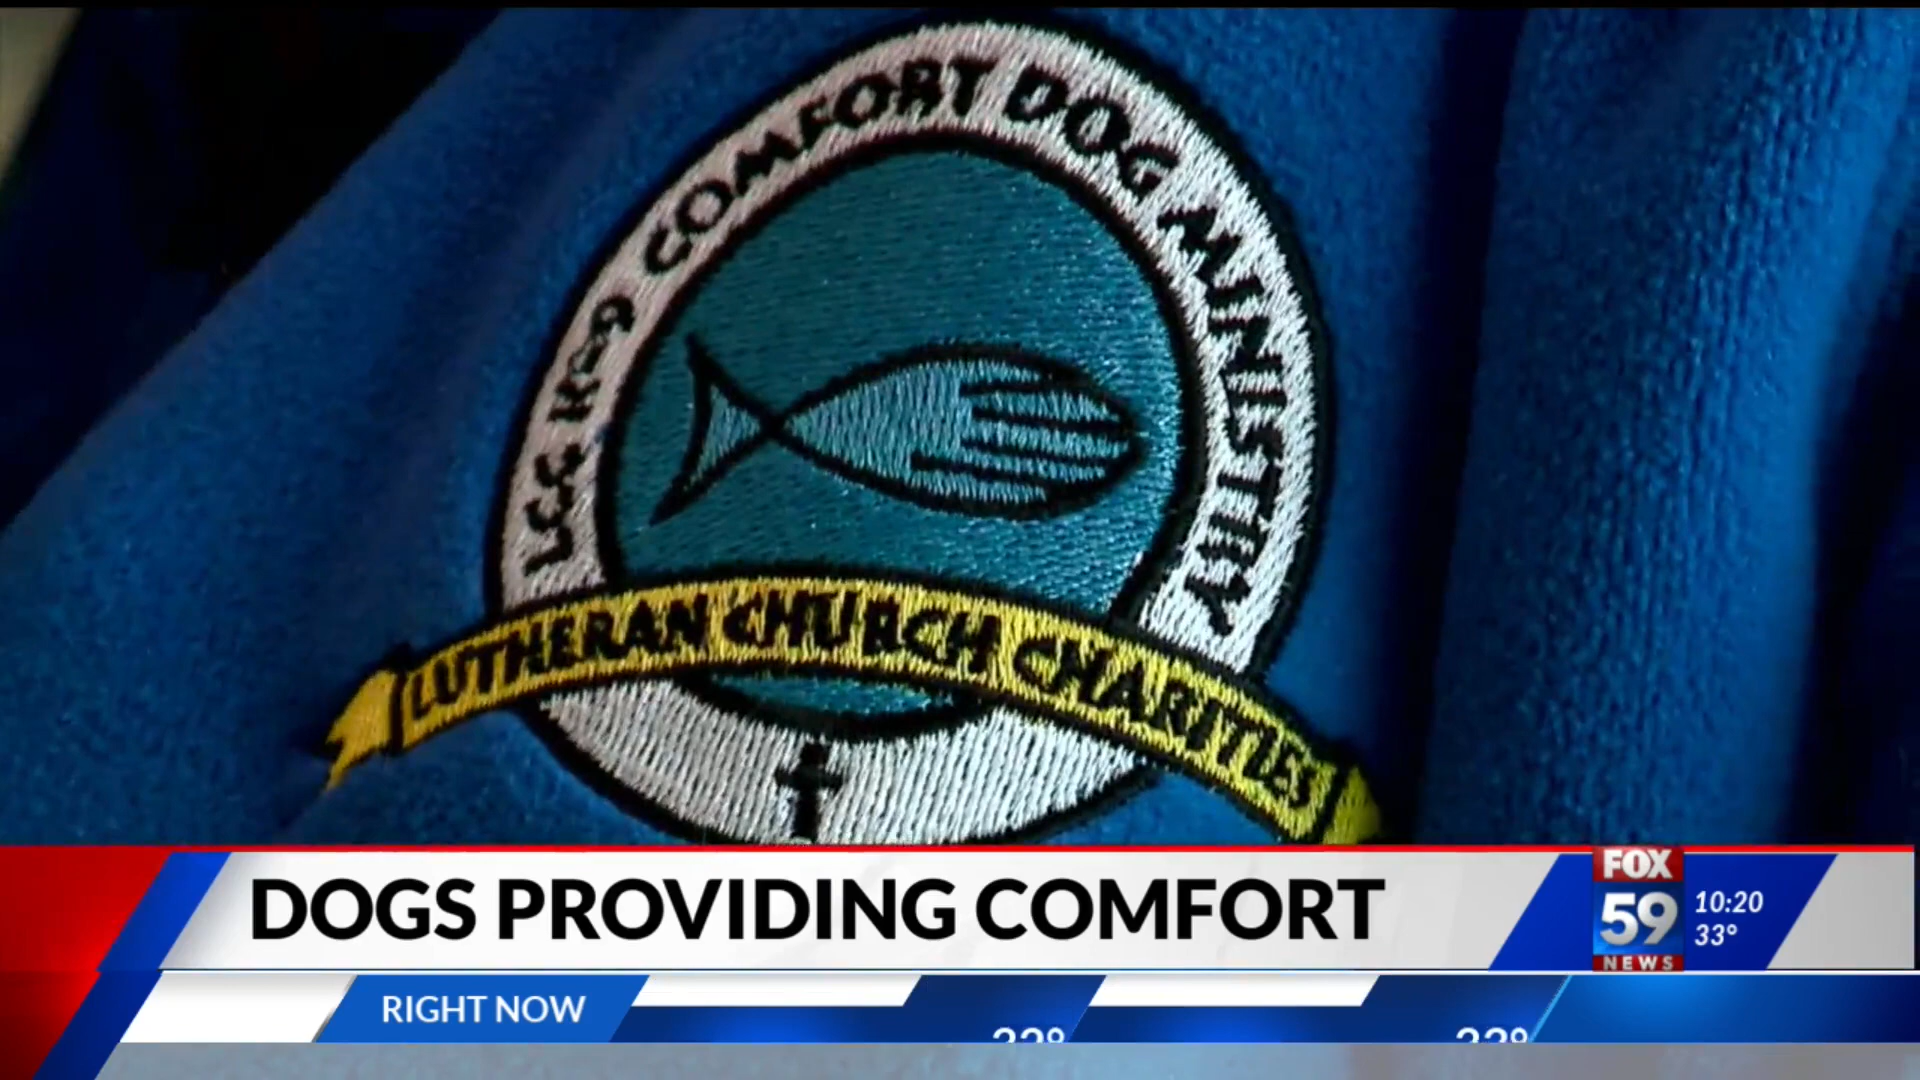 LCC K-9 COMFORT DOG MINISTRY
LUTHERAN CHURCH CHARITIES
DOGS PROVIDING COMFORT
FOX
59
NEWS
10:20
33°
RIGHT NOW